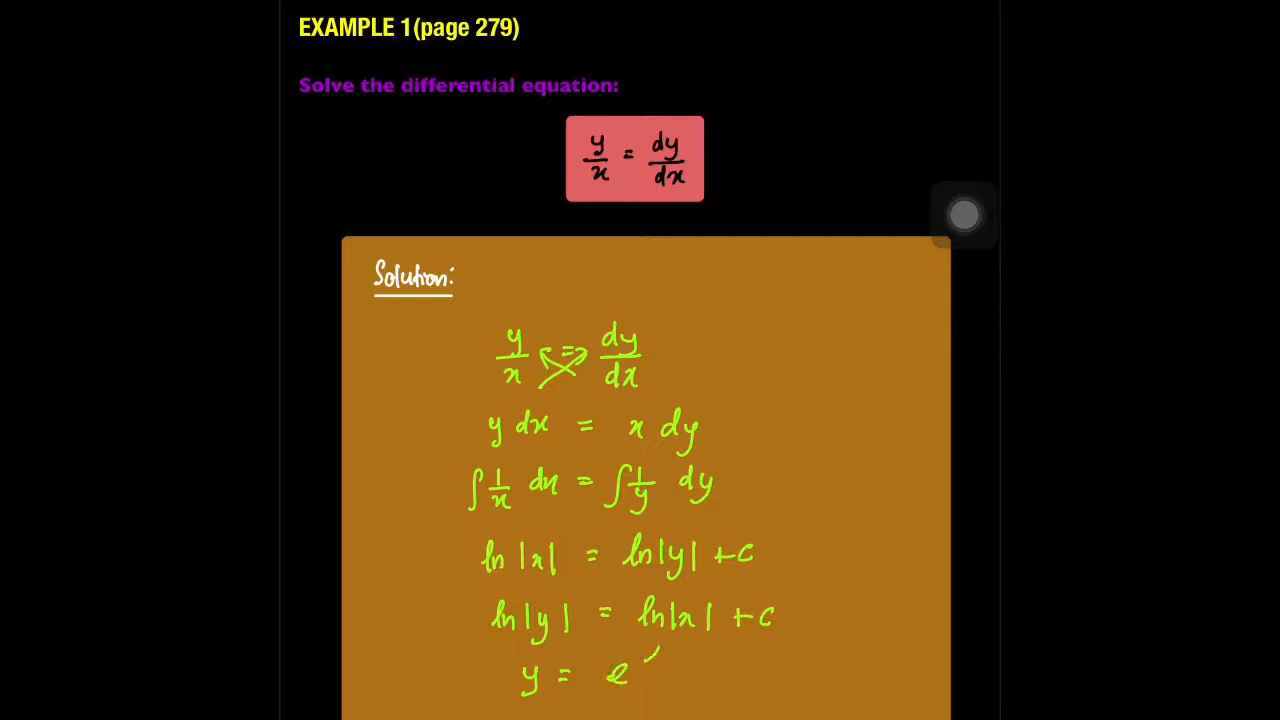 EXAMPLE 1(page 279)
Solve the differential equation:
y/x = dy/dx
Solution:
y/x = dy/dx
y dx = x dy
∫ 1/x dx = ∫ 1/y dy
ln |x| = ln|y| + c
ln|y| = ln|x| + c
y = e